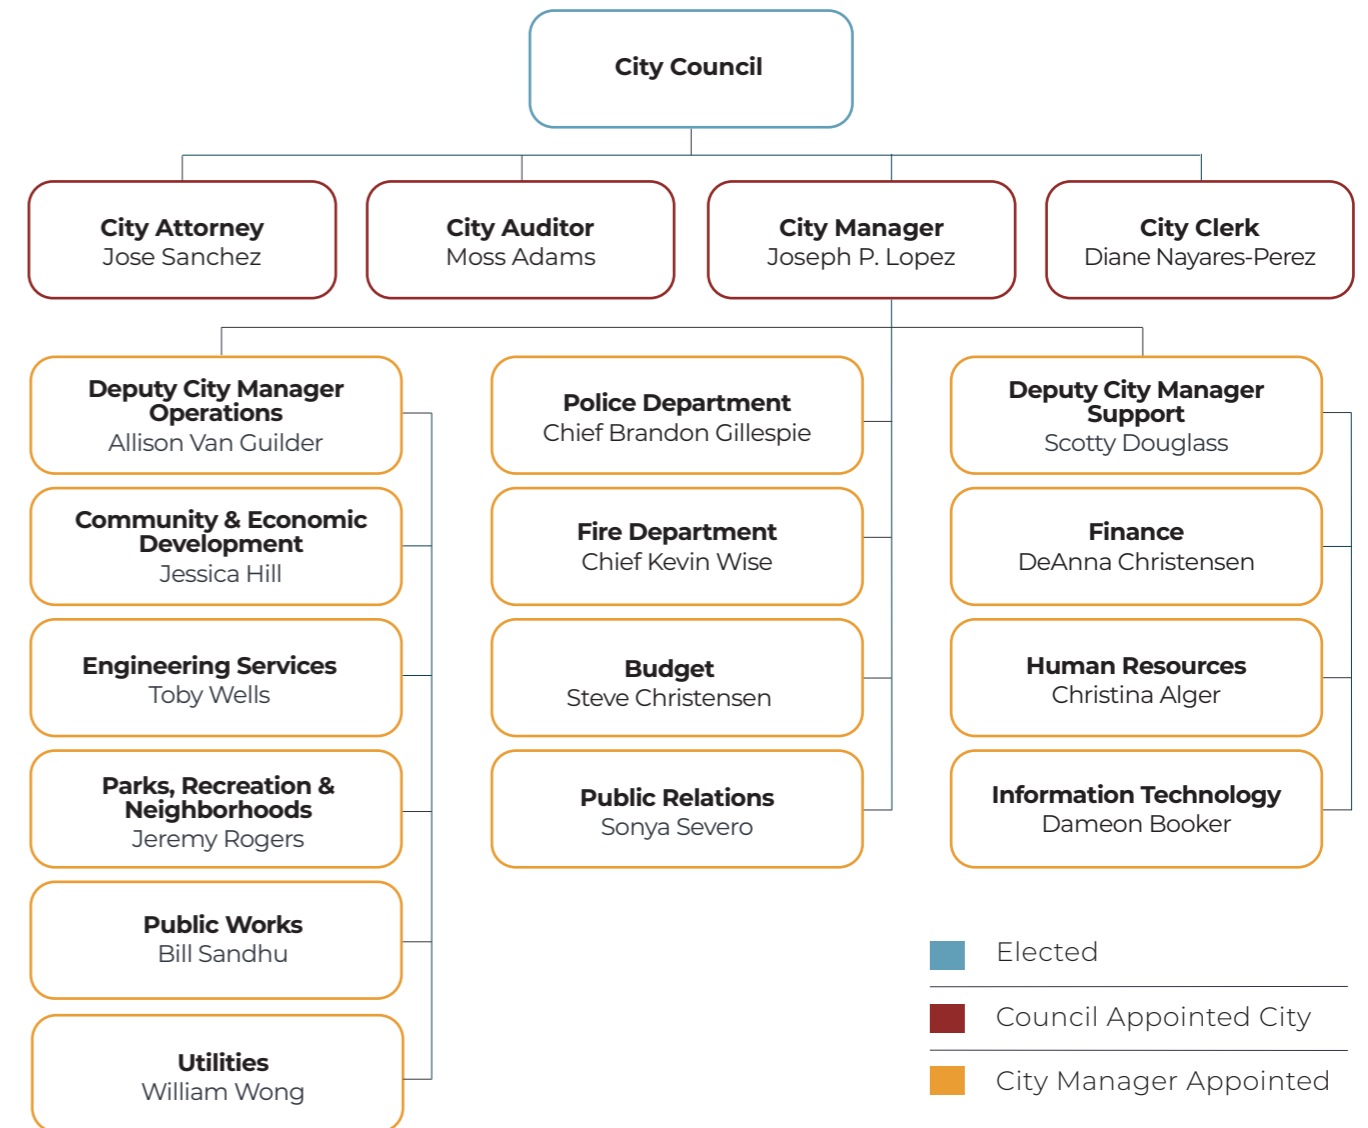 City Council
City Attorney
Jose Sanchez
City Auditor
Moss Adams
City Manager
Joseph P. Lopez
City Clerk
Diane Nayares-Perez
Deputy City Manager
Operations
Allison Van Guilder
Community & Economic
Development
Jessica Hill
Engineering Services
Toby Wells
Parks, Recreation &
Neighborhoods
Jeremy Rogers
Public Works
Bill Sandhu
Utilities
William Wong
Police Department
Chief Brandon Gillespie
Fire Department
Chief Kevin Wise
Budget
Steve Christensen
Public Relations
Sonya Severo
Deputy City Manager
Support
Scotty Douglass
Finance
DeAnna Christensen
Human Resources
Christina Alger
Information Technology
Dameon Booker
Elected
Council Appointed City
City Manager Appointed